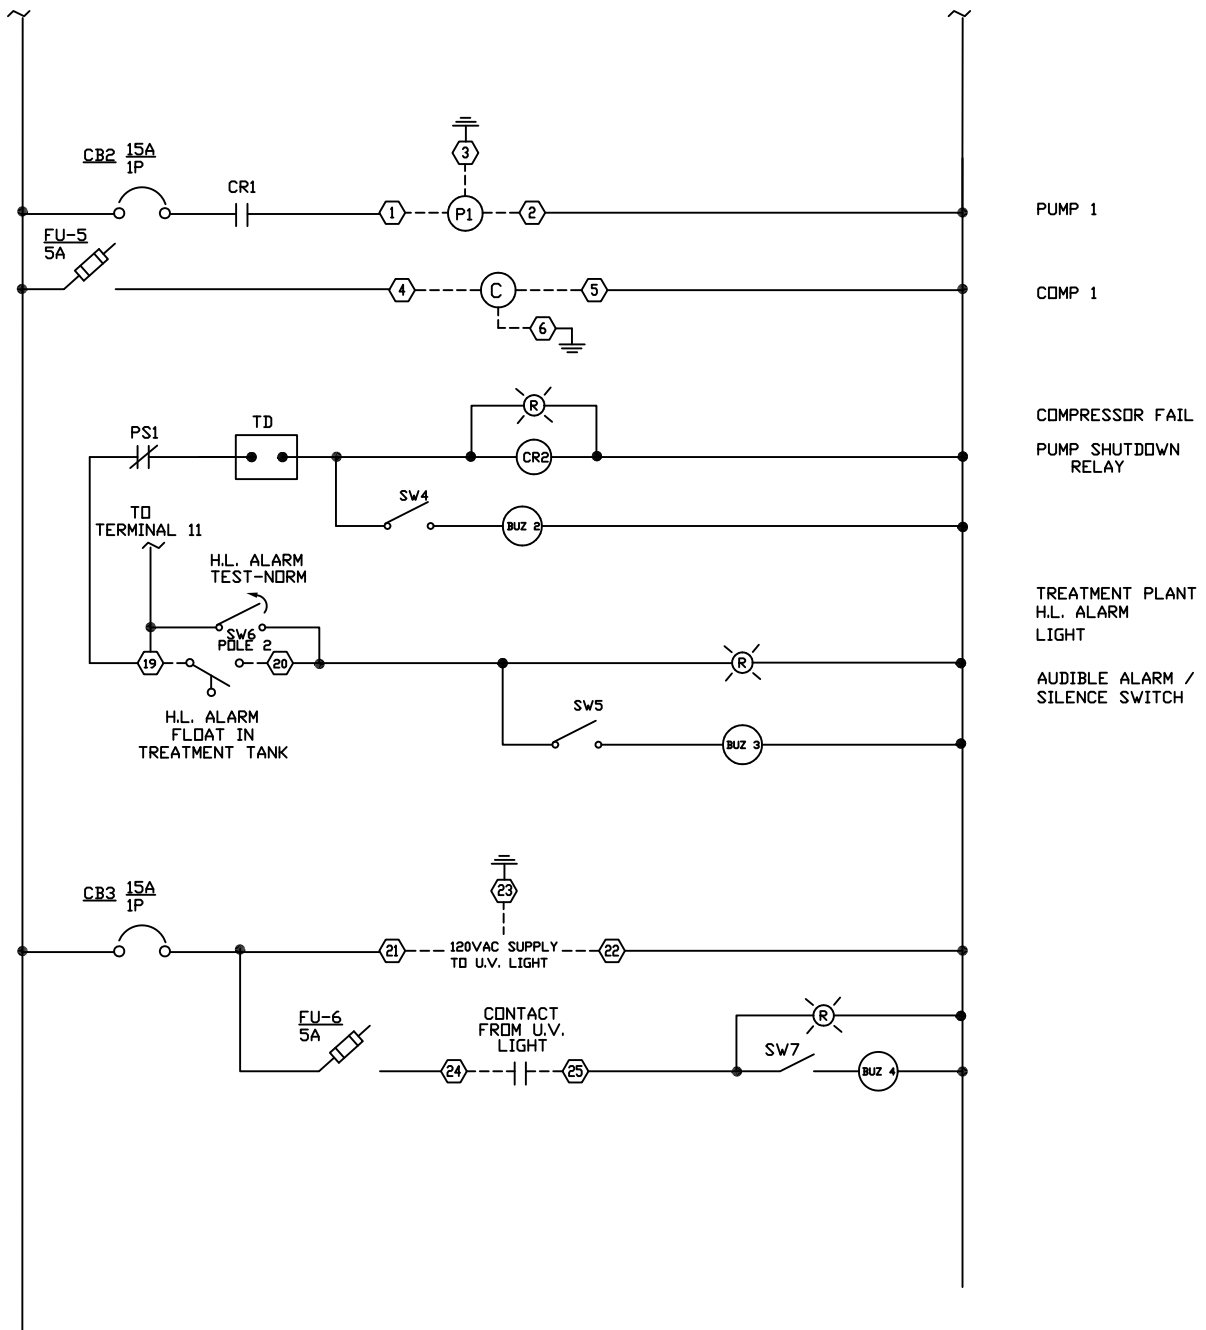 3
CB2 15A
1P
CR1
1
P1
2
PUMP 1
FU-5
5A
4
C
5
COMP 1
6
R
COMPRESSOR FAIL
PS1
TD
CR2
PUMP SHUTDOWN
RELAY
SW4
BUZ 2
TO
TERMINAL 11
H.L. ALARM
TEST-NORM
SW6
POLE 2
TREATMENT PLANT
H.L. ALARM
LIGHT
19
20
R
AUDIBLE ALARM /
SILENCE SWITCH
H.L. ALARM
FLOAT IN
TREATMENT TANK
SW5
BUZ 3
23
CB3 15A
1P
21
120VAC SUPPLY
TO U.V. LIGHT
22
FU-6
5A
CONTACT
FROM U.V.
LIGHT
R
24
25
SW7
BUZ 4